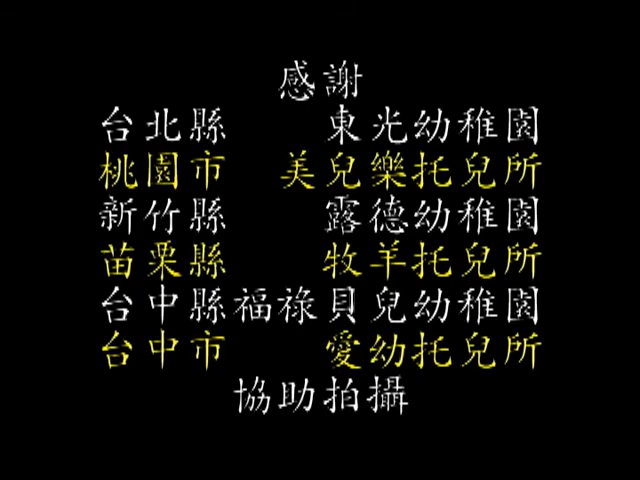 感謝
台北縣 東光幼稚園
桃園市 美兒樂托兒所
新竹縣 露德幼稚園
苗栗縣 牧羊托兒所
台中縣福祿貝兒幼稚園
台中市 愛幼托兒所
協助拍攝